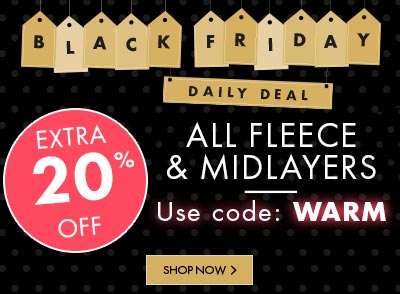 BLACK FRIDAY
DAILY DEAL
EXTRA
20%
OFF
ALL FLEECE
& MIDLAYERS
Use code: WARM
SHOP NOW >